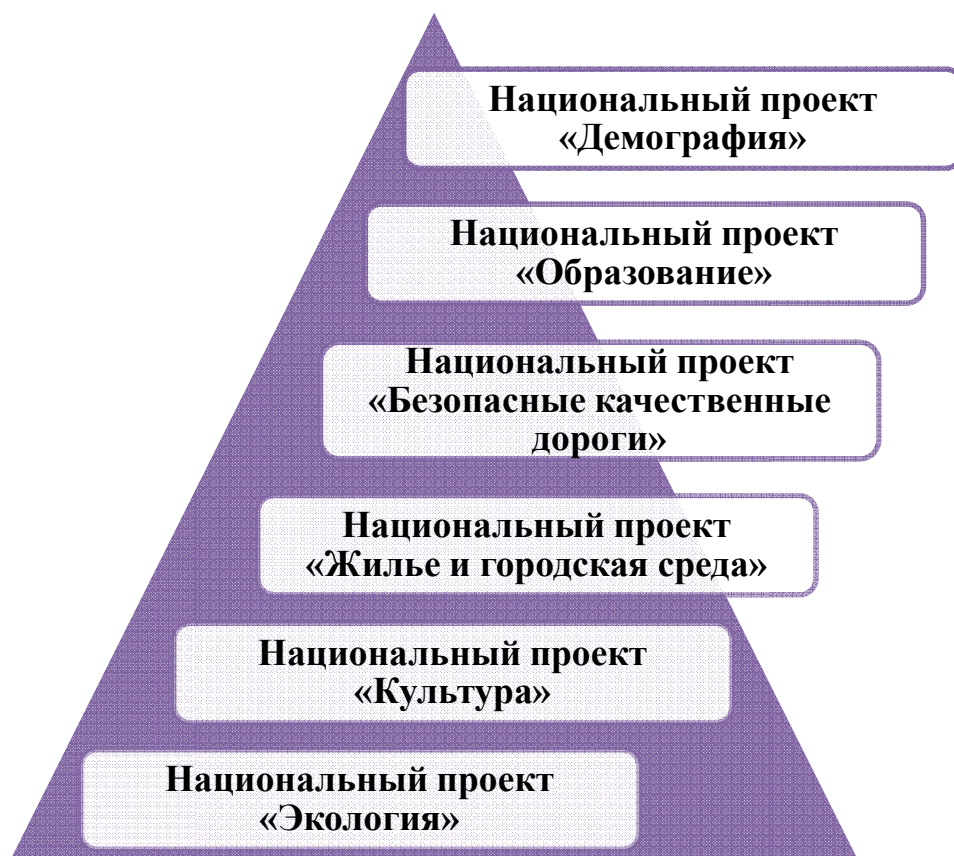 Национальный проект
«Демография»
Национальный проект
«Образование»
Национальный проект
«Безопасные качественные
дороги»
Национальный проект
«Жилье и городская среда»
Национальный проект
«Культура»
Национальный проект
«Экология»